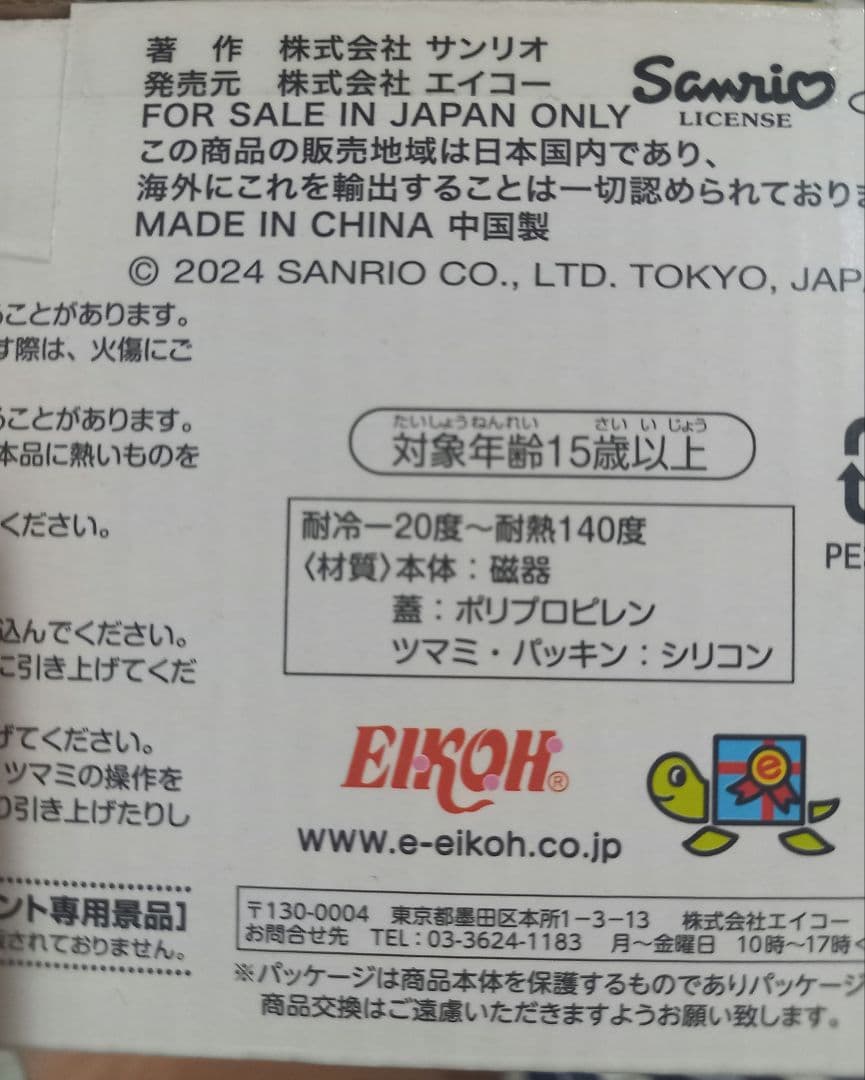 著 作 株式会社 サンリオ
発売元 株式会社 エイコー
Sanrio
LICENSE
FOR SALE IN JAPAN ONLY
この商品の販売地域は日本国内であり、
海外にこれを輸出することは一切認められており
MADE IN CHINA 中国製
© 2024 SANRIO CO., LTD. TOKYO, JAP
ることがあります。
す際は、火傷にご
ることがあります。
本品に熱いものを
ください。
込んでください。
に引き上げてくだ
げてください。
ツマミの操作を
り引き上げたりし
ント専用景品]
されておりません。
たいしょうねんれい さい い じょう
対象年齢15歳以上
耐冷ー20度〜耐熱140度
〈材質〉本体:磁器
蓋:ポリプロピレン
ツマミ・パッキン:シリコン
PE
EIKOH®
e
www.e-eikoh.co.jp
〒130-0004 東京都墨田区本所1-3-13 株式会社エイコー
お問合せ先 TEL:03-3624-1183 月〜金曜日 10時〜17時
※パッケージは商品本体を保護するものでありパッケージ
商品交換はご遠慮いただきますようお願い致します。